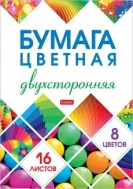 БУМАГА
ЦВЕТНАЯ
двухсторонняя
8
ЦВЕТОВ
16
ЛИСТОВ